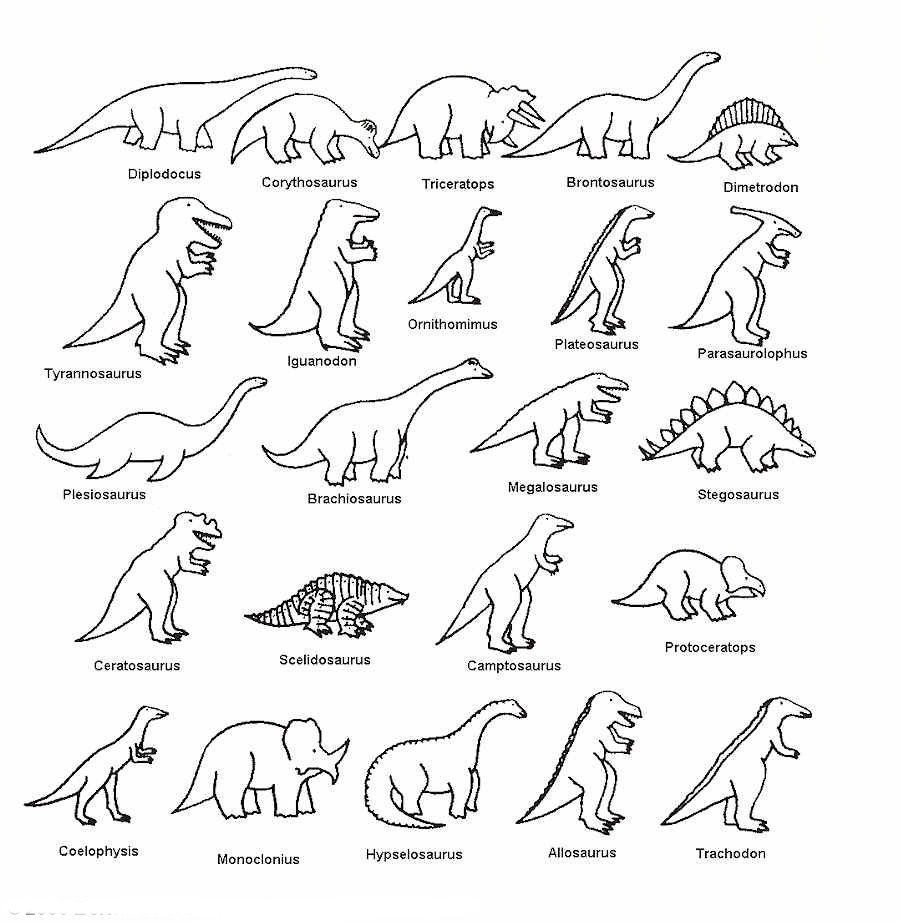 Diplodocus
Corythosaurus
Triceratops
Brontosaurus
Dimetrodon
Tyrannosaurus
Iguanodon
Ornithomimus
Plateosaurus
Parasaurolophus
Plesiosaurus
Brachiosaurus
Megalosaurus
Stegosaurus
Ceratosaurus
Scelidosaurus
Camptosaurus
Protoceratops
Coelophysis
Monoclonius
Hypselosaurus
Allosaurus
Trachodon